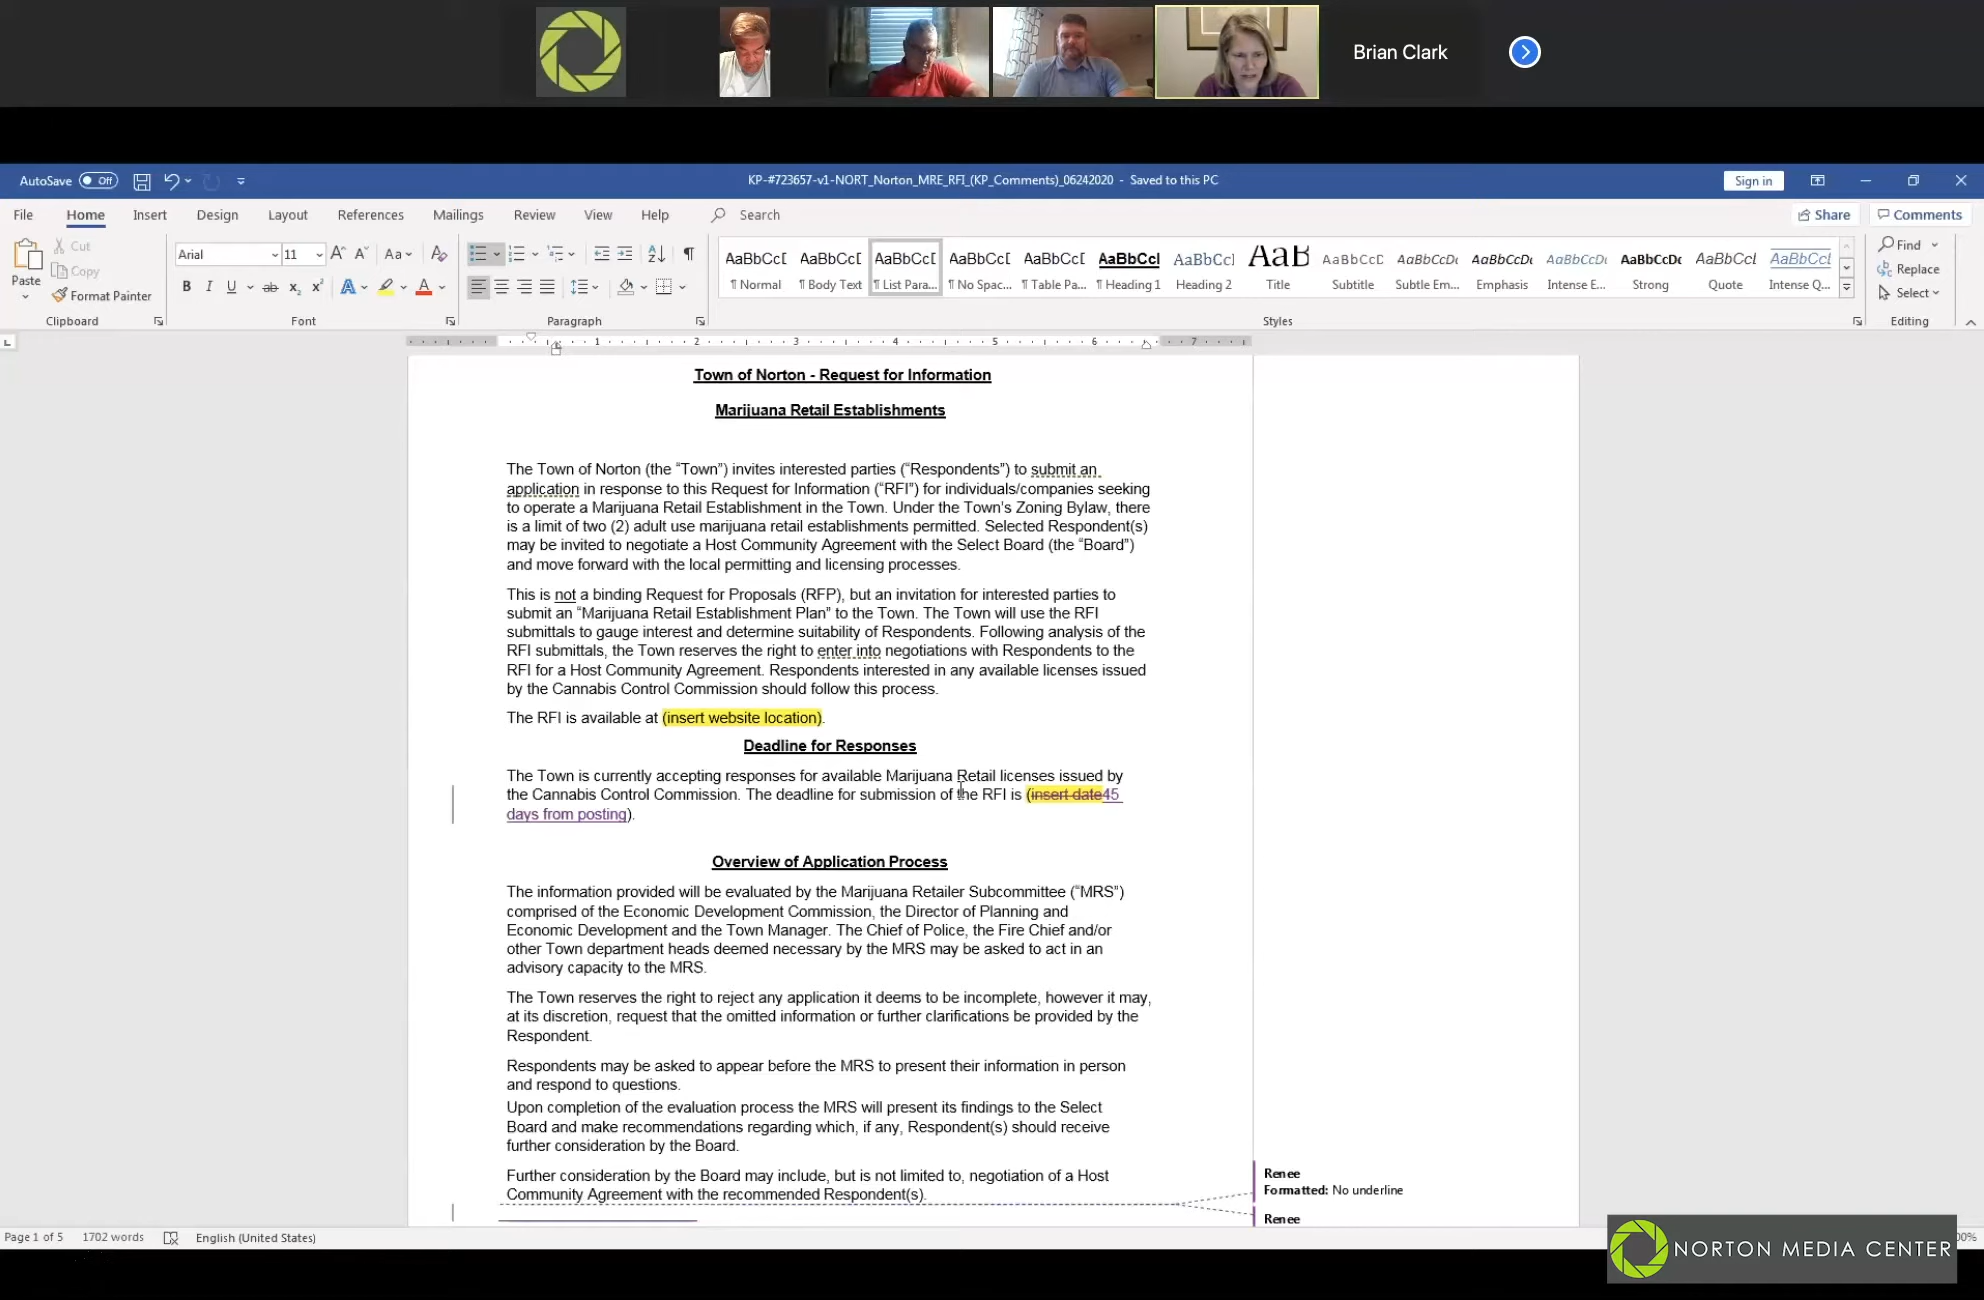 Brian Clark
AutoSave Off
KP-#723657-v1-NORT_Norton_MRE_RFI_(KP_Comments)_06242020 - Saved to this PC
Sign in
File Home Insert Design Layout References Mailings Review View Help Search
Share Comments
Paste
Cut
Copy
Format Painter
Clipboard
Arial 11
Font
Paragraph
AaBbCcD AaBbCcD AaBbCcD AaBbCcD AaBbCcD AaBbCcI AaBbCcI AaB AaBbCcD AaBbCcDc AaBbCcDc AaBbCcDc AaBbCcDc AaBbCcI AaBbCcI
¶ Normal ¶ Body Text ¶ List Para... ¶ No Spac... ¶ Table Pa... ¶ Heading 1 Heading 2 Title Subtitle Subtle Em... Emphasis Intense E... Strong Quote Intense Q...
Styles
Find
Replace
Select
Editing
1 2 3 4 5 6 7
Town of Norton - Request for Information
Marijuana Retail Establishments
The Town of Norton (the “Town”) invites interested parties (“Respondents”) to submit an
application in response to this Request for Information (“RFI”) for individuals/companies seeking
to operate a Marijuana Retail Establishment in the Town. Under the Town’s Zoning Bylaw, there
is a limit of two (2) adult use marijuana retail establishments permitted. Selected Respondent(s)
may be invited to negotiate a Host Community Agreement with the Select Board (the “Board”)
and move forward with the local permitting and licensing processes.
This is not a binding Request for Proposals (RFP), but an invitation for interested parties to
submit an “Marijuana Retail Establishment Plan” to the Town. The Town will use the RFI
submittals to gauge interest and determine suitability of Respondents. Following analysis of the
RFI submittals, the Town reserves the right to enter into negotiations with Respondents to the
RFI for a Host Community Agreement. Respondents interested in any available licenses issued
by the Cannabis Control Commission should follow this process.
The RFI is available at (insert website location).
Deadline for Responses
The Town is currently accepting responses for available Marijuana Retail licenses issued by
the Cannabis Control Commission. The deadline for submission of the RFI is (insert date45
days from posting).
Overview of Application Process
The information provided will be evaluated by the Marijuana Retailer Subcommittee (“MRS”)
comprised of the Economic Development Commission, the Director of Planning and
Economic Development and the Town Manager. The Chief of Police, the Fire Chief and/or
other Town department heads deemed necessary by the MRS may be asked to act in an
advisory capacity to the MRS.
The Town reserves the right to reject any application it deems to be incomplete, however it may,
at its discretion, request that the omitted information or further clarifications be provided by the
Respondent.
Respondents may be asked to appear before the MRS to present their information in person
and respond to questions.
Upon completion of the evaluation process the MRS will present its findings to the Select
Board and make recommendations regarding which, if any, Respondent(s) should receive
further consideration by the Board.
Further consideration by the Board may include, but is not limited to, negotiation of a Host
Community Agreement with the recommended Respondent(s).
Renee
Formatted: No underline
Renee
Page 1 of 5 1702 words English (United States)
NORTON MEDIA CENTER